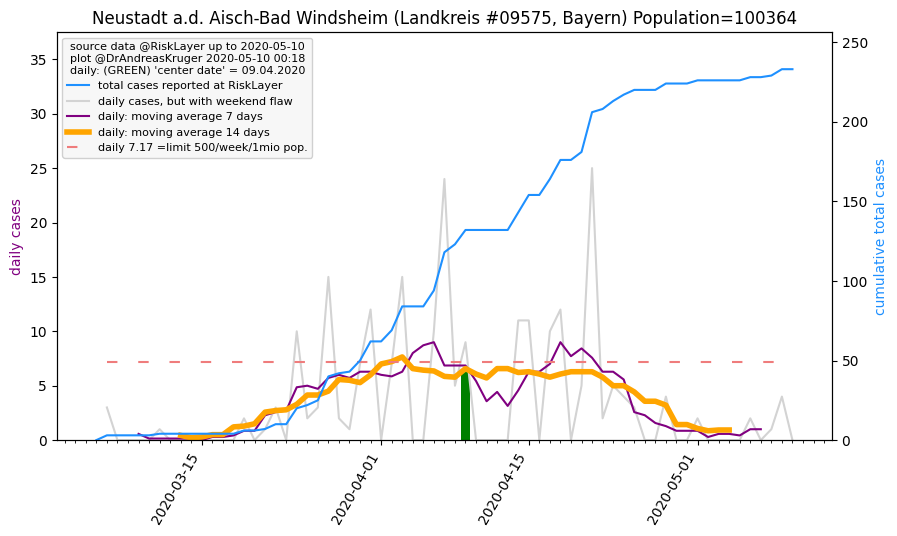 Neustadt a.d. Aisch-Bad Windsheim (Landkreis #09575, Bayern) Population=100364
source data @RiskLayer up to 2020-05-10
plot @DrAndreasKruger 2020-05-10 00:18
daily: (GREEN) 'center date' = 09.04.2020
total cases reported at RiskLayer
daily cases, but with weekend flaw
daily: moving average 7 days
daily: moving average 14 days
daily 7.17 =limit 500/week/1mio pop.
daily cases
35
30
25
20
15
10
5
0
cumulative total cases
250
200
150
100
50
0
2020-03-15
2020-04-01
2020-04-15
2020-05-01